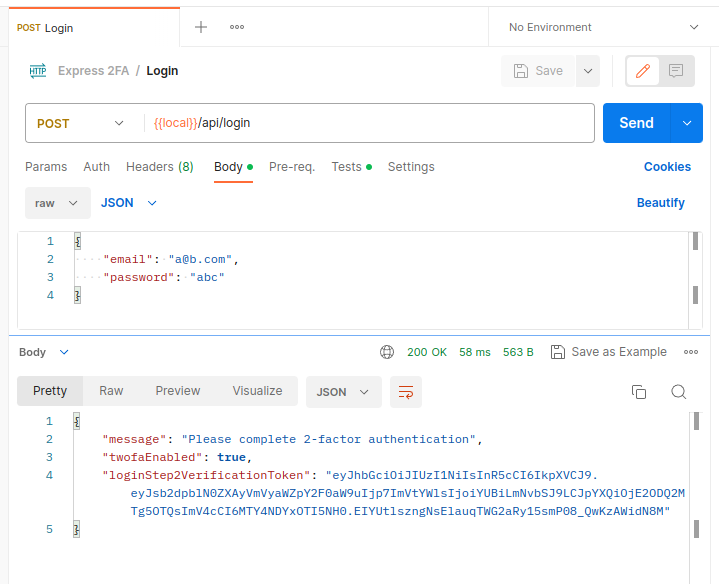 POST Login
No Environment
HTTP Express 2FA / Login
Save
POST {{local}}/api/login Send
Params Auth Headers (8) Body Pre-req. Tests Settings Cookies
raw JSON Beautify
1 {
2 "email": "a@b.com",
3 "password": "abc"
4 }
Body 200 OK 58 ms 563 B Save as Example
Pretty Raw Preview Visualize JSON
1 {
2 "message": "Please complete 2-factor authentication",
3 "twofaEnabled": true,
4 "loginStep2VerificationToken": "eyJhbGciOiJIUzI1NiIsInR5cCI6IkpXVCJ9.
eyJsb2dpblN0ZXAyVmVyaWZpY2F0aW9uIjp7ImVtYWlsIjoiYUBiLmNvbSJ9LCJpYXQiOjE2ODQ2M
Tg5OTQsImV4cCI6MTY4NDYxOTI5NH0.EIYUtlszngNsElauqTWG2aRy15smP08_QwKzAWidN8M"
5 }